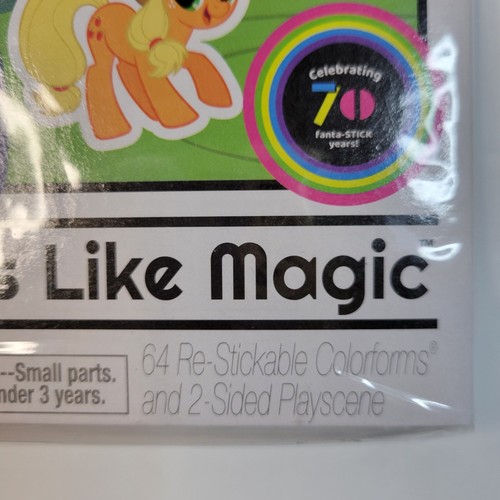 Celebrating
70
fanta-STICK
years!
s Like Magic™
--Small parts.
nder 3 years.
64 Re-Stickable Colorforms®
and 2-Sided Playscene